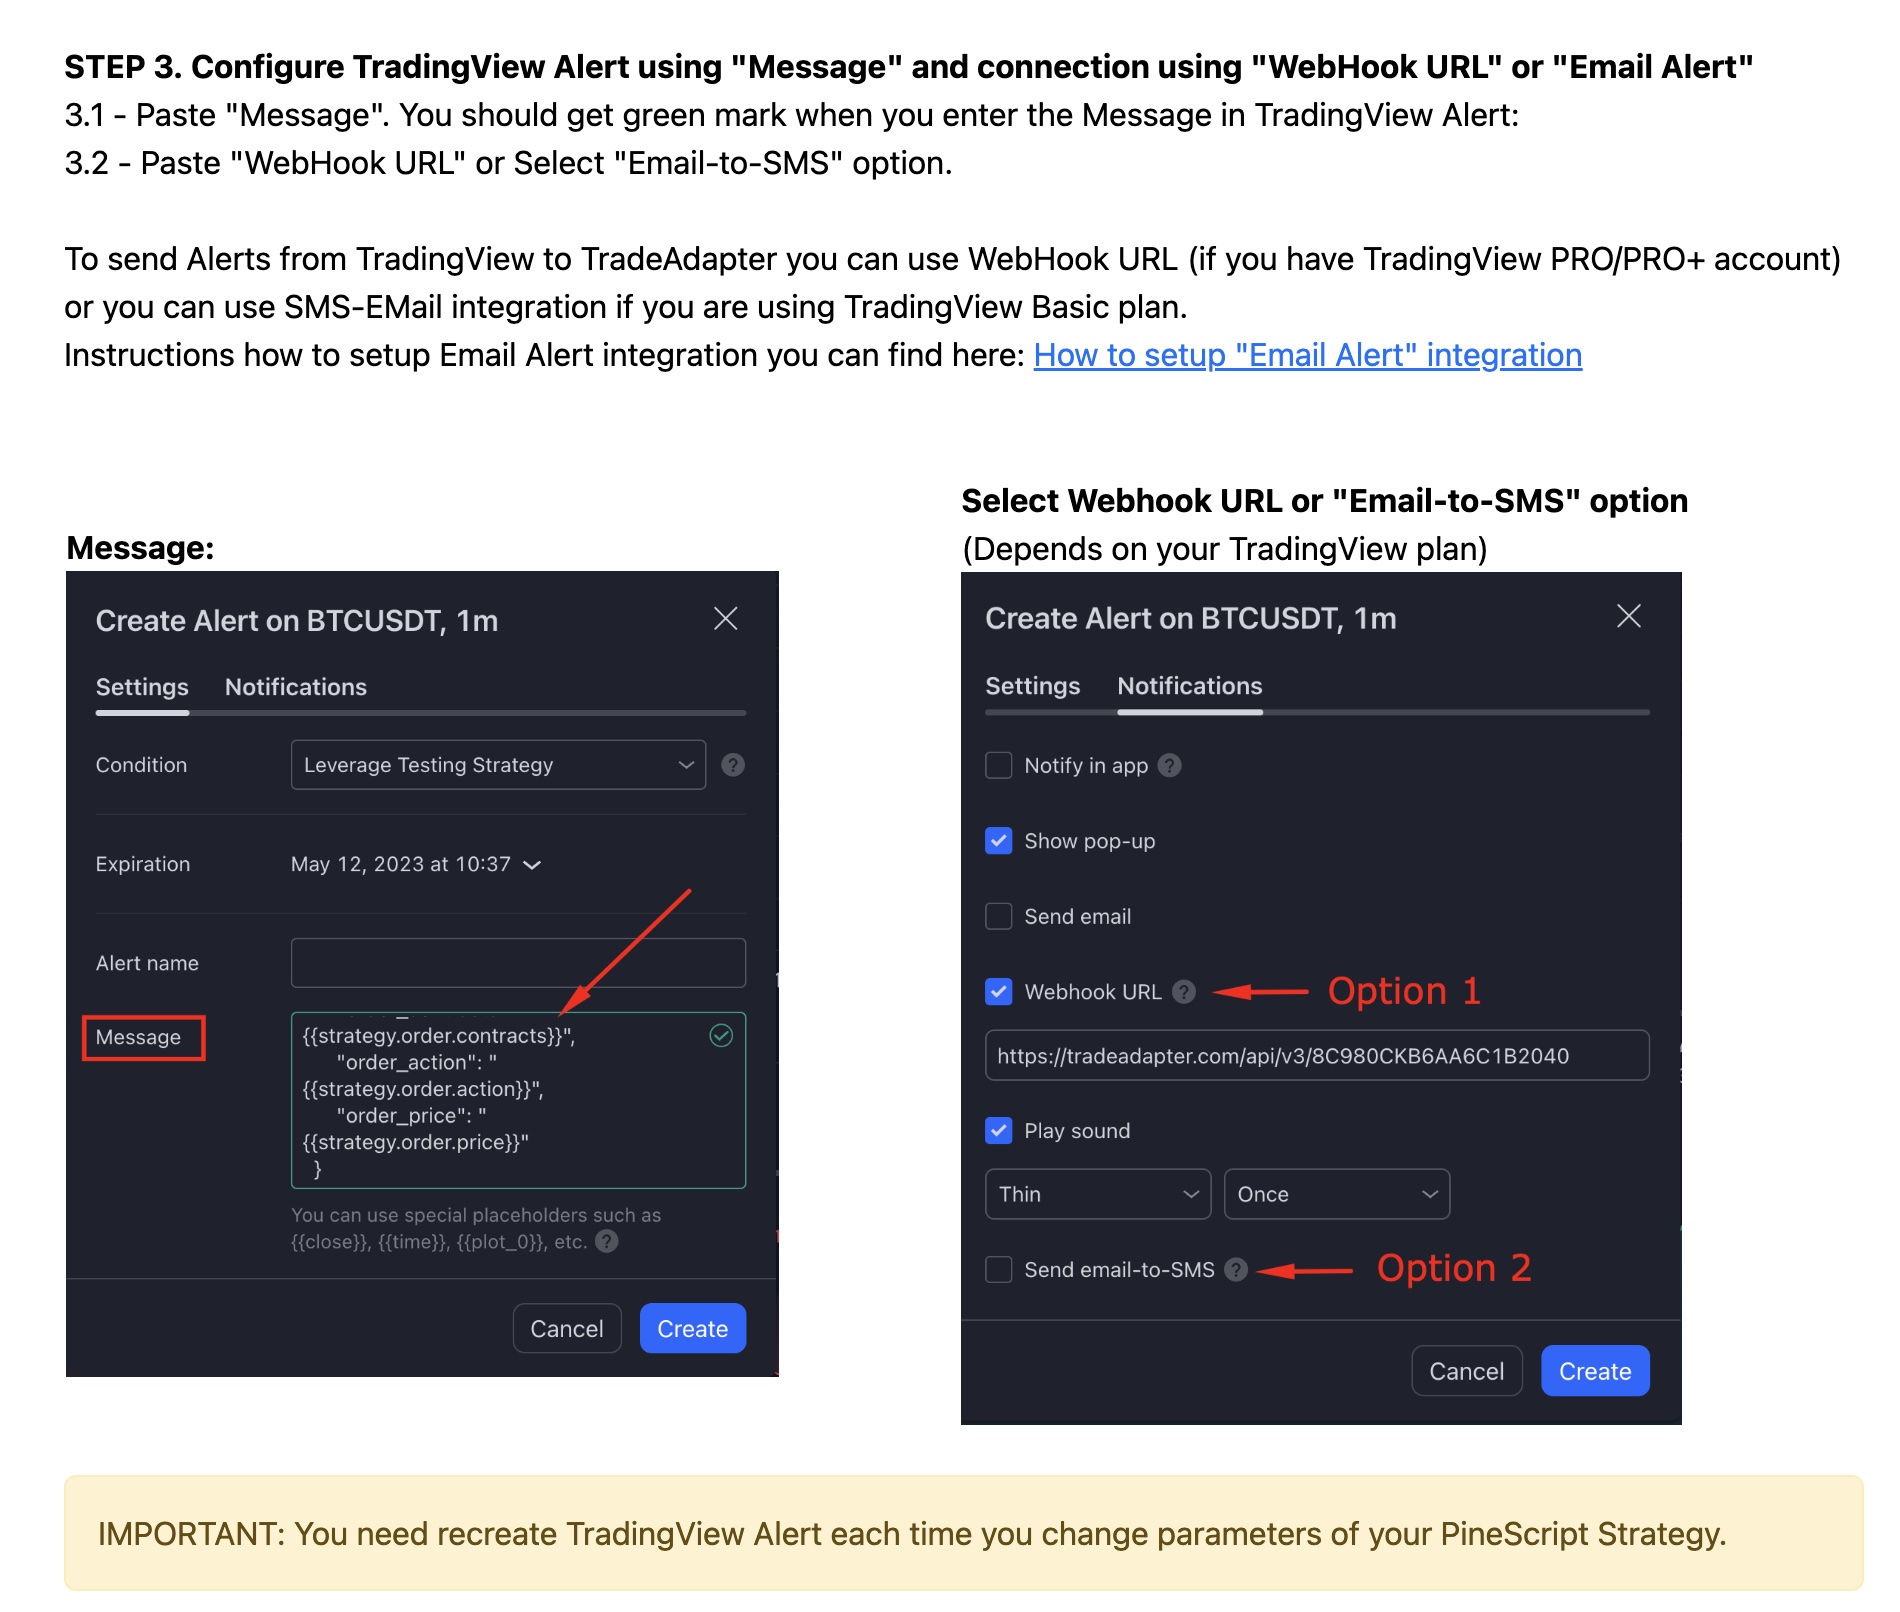 STEP 3. Configure TradingView Alert using "Message" and connection using "WebHook URL" or "Email Alert"
3.1 - Paste "Message". You should get green mark when you enter the Message in TradingView Alert:
3.2 - Paste "WebHook URL" or Select "Email-to-SMS" option.
To send Alerts from TradingView to TradeAdapter you can use WebHook URL (if you have TradingView PRO/PRO+ account)
or you can use SMS-EMail integration if you are using TradingView Basic plan.
Instructions how to setup Email Alert integration you can find here: How to setup "Email Alert" integration
Message:
Create Alert on BTCUSDT, 1m
Settings Notifications
Condition Leverage Testing Strategy
Expiration May 12, 2023 at 10:37
Alert name
Message
{{strategy.order.contracts}}",
"order_action": "
{{strategy.order.action}}",
"order_price": "
{{strategy.order.price}}"
}
You can use special placeholders such as
{{close}}, {{time}}, {{plot_0}}, etc.
Cancel Create
Select Webhook URL or "Email-to-SMS" option
(Depends on your TradingView plan)
Create Alert on BTCUSDT, 1m
Settings Notifications
Notify in app
Show pop-up
Send email
Webhook URL Option 1
https://tradeadapter.com/api/v3/8C980CKB6AA6C1B2040
Play sound
Thin Once
Send email-to-SMS Option 2
Cancel Create
IMPORTANT: You need recreate TradingView Alert each time you change parameters of your PineScript Strategy.